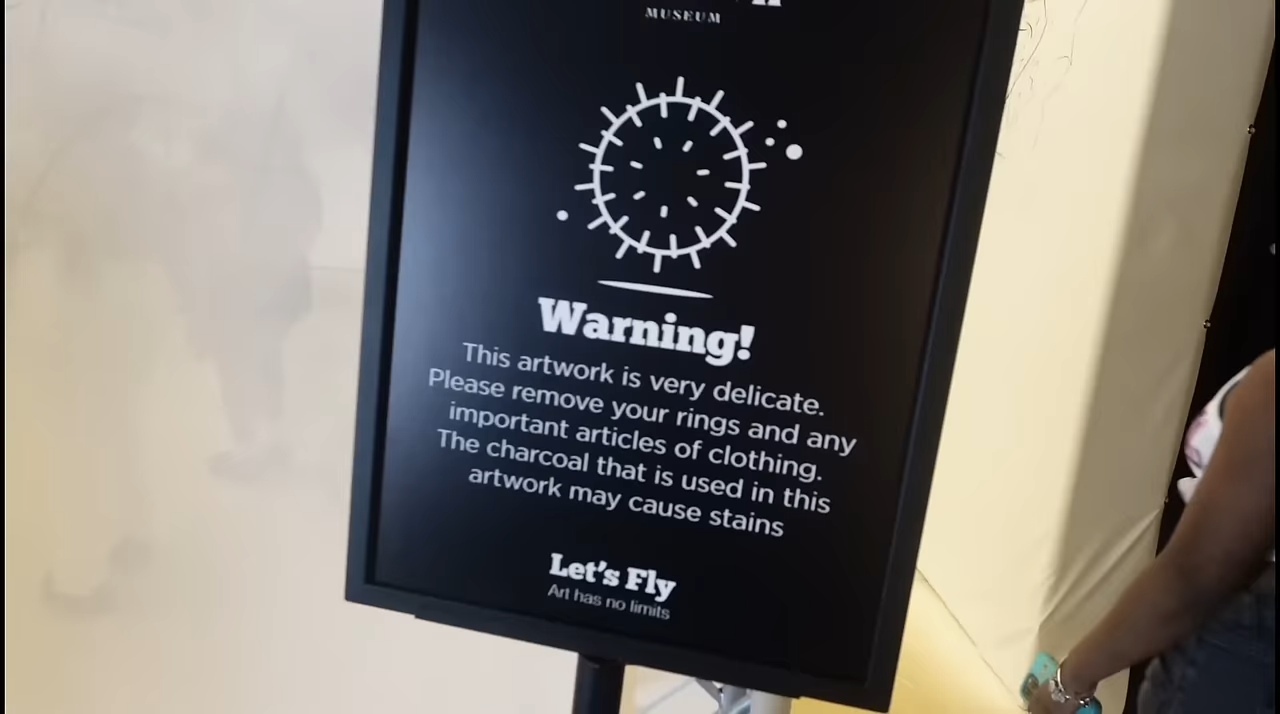 MUSEUM
Warning!
This artwork is very delicate.
Please remove your rings and any
important articles of clothing.
The charcoal that is used in this
artwork may cause stains
Let's Fly
Art has no limits